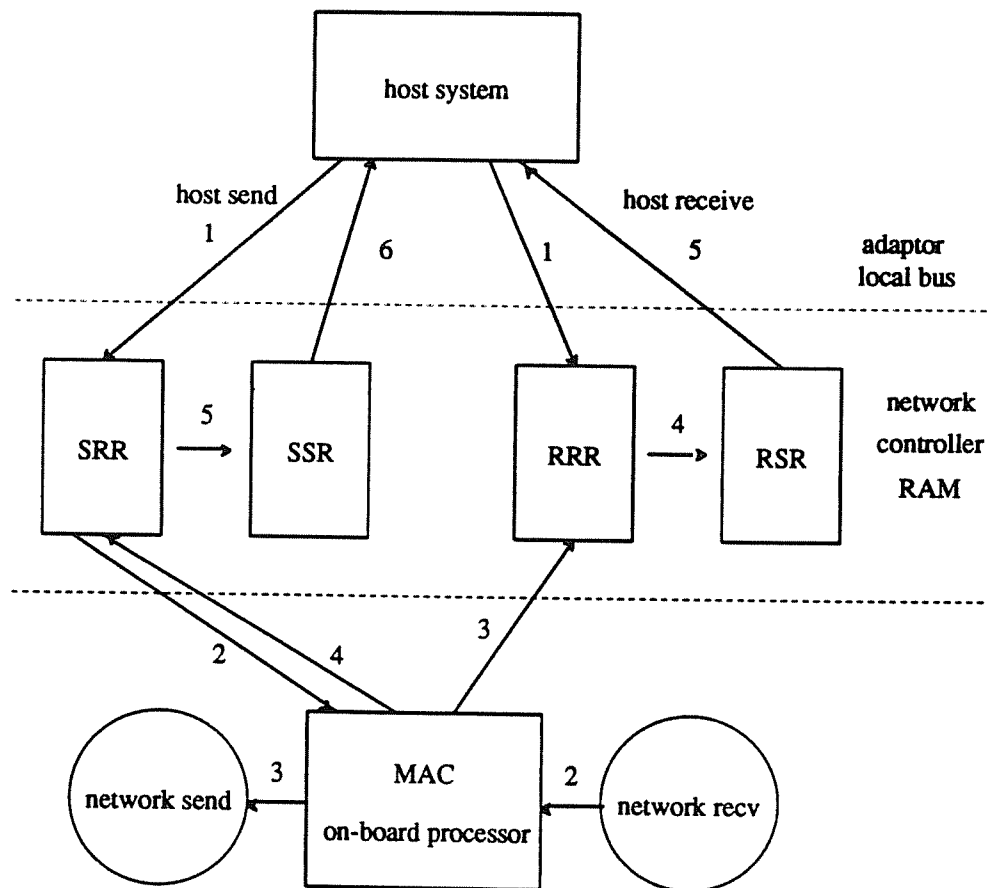 host system
host send
host receive
1
6
1
5
adaptor
local bus
SRR
5
SSR
RRR
4
RSR
network
controller
RAM
2
4
3
network send
3
MAC
on-board processor
2
network recv